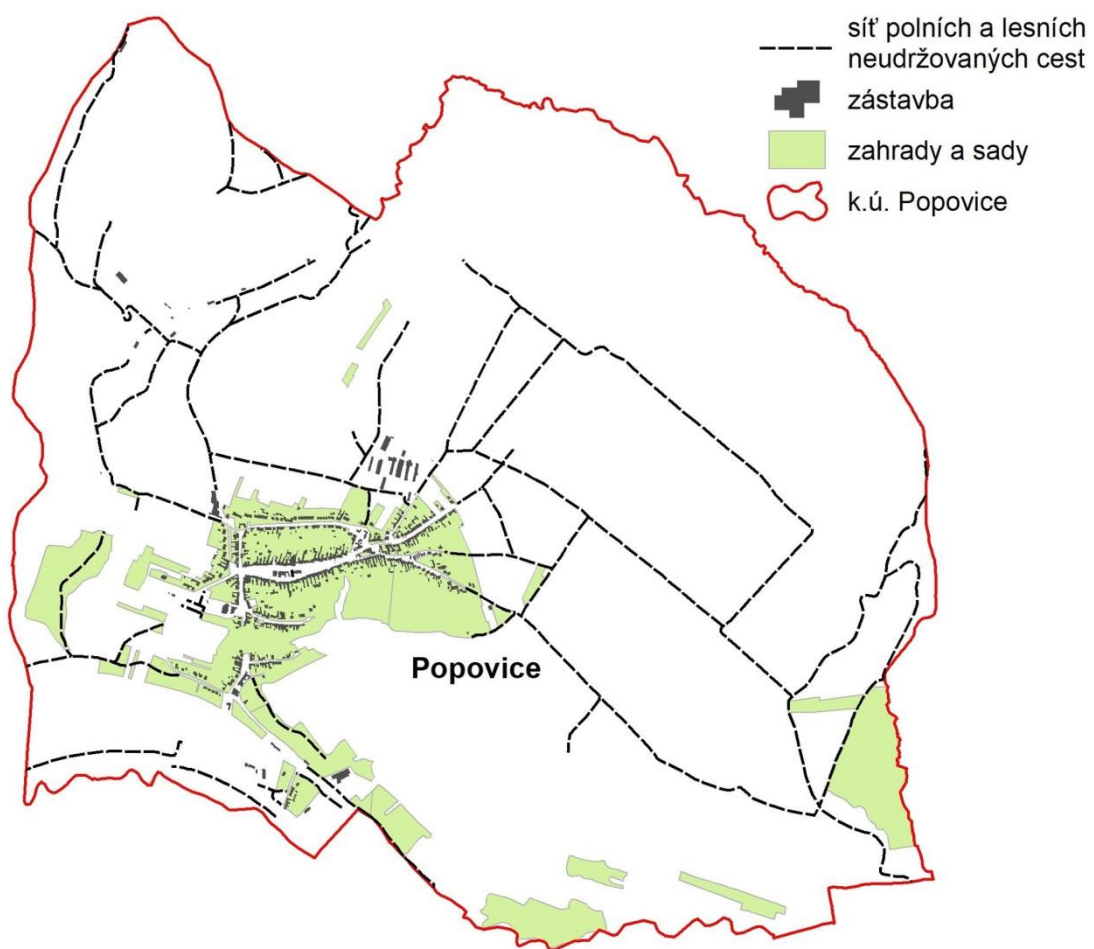 síť polních a lesních
neudržovaných cest
zástavba
zahrady a sady
k.ú. Popovice
Popovice